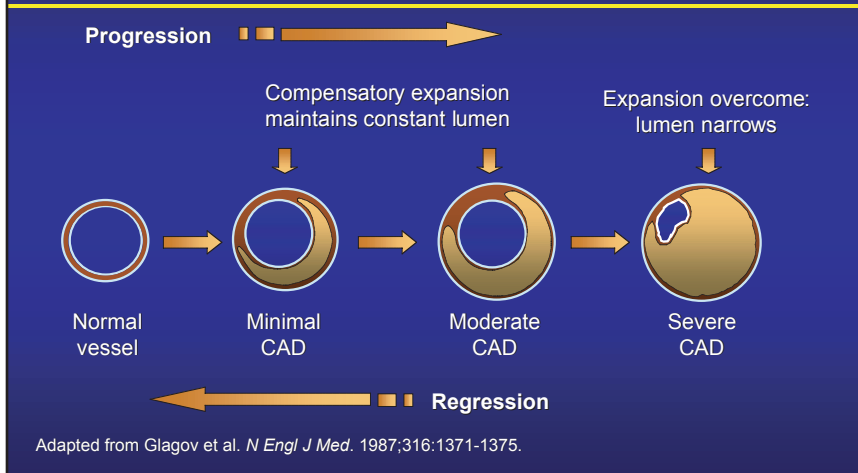 Progression
Compensatory expansion
maintains constant lumen
Expansion overcome:
lumen narrows
Normal
vessel
Minimal
CAD
Moderate
CAD
Severe
CAD
Regression
Adapted from Glagov et al. N Engl J Med. 1987;316:1371-1375.